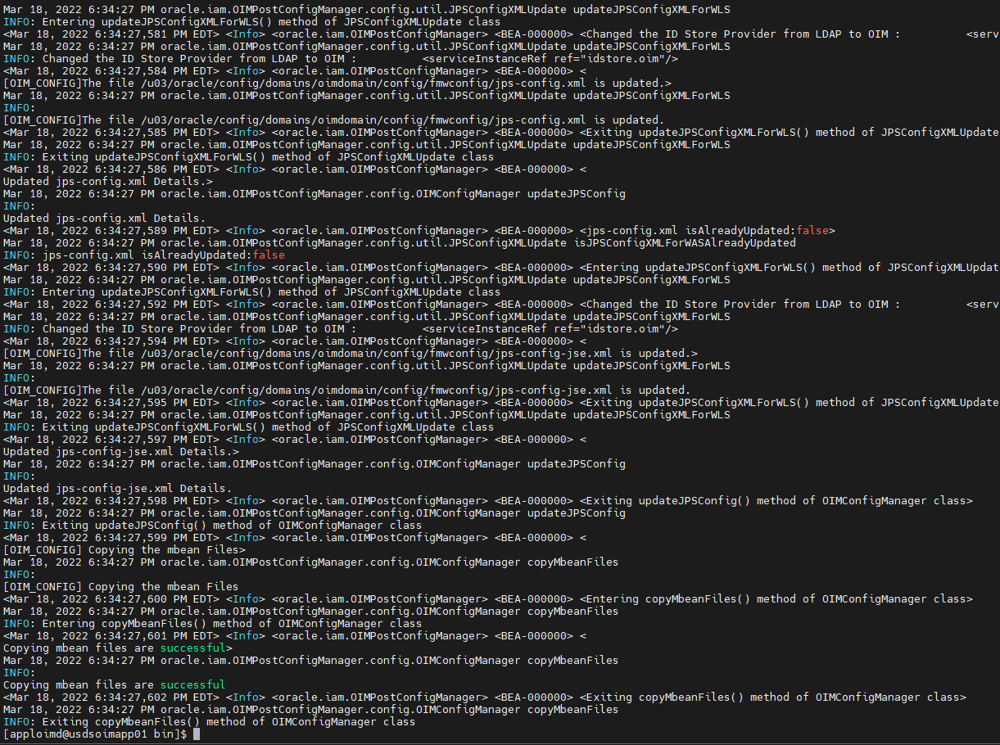 Mar 18, 2022 6:34:27 PM oracle.iam.OIMPostConfigManager.config.util.JPSConfigXMLUpdate updateJPSConfigXMLForWLS
INFO: Entering updateJPSConfigXMLForWLS() method of JPSConfigXMLUpdate class
<Mar 18, 2022 6:34:27,581 PM EDT> <Info> <oracle.iam.OIMPostConfigManager> <BEA-000000> <Changed the ID Store Provider from LDAP to OIM :          <serv
Mar 18, 2022 6:34:27 PM oracle.iam.OIMPostConfigManager.config.util.JPSConfigXMLUpdate updateJPSConfigXMLForWLS
INFO: Changed the ID Store Provider from LDAP to OIM :          <serviceInstanceRef ref="idstore.oim"/>
<Mar 18, 2022 6:34:27,584 PM EDT> <Info> <oracle.iam.OIMPostConfigManager> <BEA-000000> <
[OIM_CONFIG]The file /u03/oracle/config/domains/oimdomain/config/fmwconfig/jps-config.xml is updated.>
Mar 18, 2022 6:34:27 PM oracle.iam.OIMPostConfigManager.config.util.JPSConfigXMLUpdate updateJPSConfigXMLForWLS
INFO:
[OIM_CONFIG]The file /u03/oracle/config/domains/oimdomain/config/fmwconfig/jps-config.xml is updated.
<Mar 18, 2022 6:34:27,585 PM EDT> <Info> <oracle.iam.OIMPostConfigManager> <BEA-000000> <Exiting updateJPSConfigXMLForWLS() method of JPSConfigXMLUpdate
Mar 18, 2022 6:34:27 PM oracle.iam.OIMPostConfigManager.config.util.JPSConfigXMLUpdate updateJPSConfigXMLForWLS
INFO: Exiting updateJPSConfigXMLForWLS() method of JPSConfigXMLUpdate class
<Mar 18, 2022 6:34:27,586 PM EDT> <Info> <oracle.iam.OIMPostConfigManager> <BEA-000000> <
Updated jps-config.xml Details.>
Mar 18, 2022 6:34:27 PM oracle.iam.OIMPostConfigManager.config.OIMConfigManager updateJPSConfig
INFO:
Updated jps-config.xml Details.
<Mar 18, 2022 6:34:27,589 PM EDT> <Info> <oracle.iam.OIMPostConfigManager> <BEA-000000> <jps-config.xml isAlreadyUpdated:false>
Mar 18, 2022 6:34:27 PM oracle.iam.OIMPostConfigManager.config.util.JPSConfigXMLUpdate isJPSConfigXMLForWASAlreadyUpdated
INFO: jps-config.xml isAlreadyUpdated:false
<Mar 18, 2022 6:34:27,590 PM EDT> <Info> <oracle.iam.OIMPostConfigManager> <BEA-000000> <Entering updateJPSConfigXMLForWLS() method of JPSConfigXMLUpdat
Mar 18, 2022 6:34:27 PM oracle.iam.OIMPostConfigManager.config.util.JPSConfigXMLUpdate updateJPSConfigXMLForWLS
INFO: Entering updateJPSConfigXMLForWLS() method of JPSConfigXMLUpdate class
<Mar 18, 2022 6:34:27,592 PM EDT> <Info> <oracle.iam.OIMPostConfigManager> <BEA-000000> <Changed the ID Store Provider from LDAP to OIM :          <serv
Mar 18, 2022 6:34:27 PM oracle.iam.OIMPostConfigManager.config.util.JPSConfigXMLUpdate updateJPSConfigXMLForWLS
INFO: Changed the ID Store Provider from LDAP to OIM :          <serviceInstanceRef ref="idstore.oim"/>
<Mar 18, 2022 6:34:27,594 PM EDT> <Info> <oracle.iam.OIMPostConfigManager> <BEA-000000> <
[OIM_CONFIG]The file /u03/oracle/config/domains/oimdomain/config/fmwconfig/jps-config-jse.xml is updated.>
Mar 18, 2022 6:34:27 PM oracle.iam.OIMPostConfigManager.config.util.JPSConfigXMLUpdate updateJPSConfigXMLForWLS
INFO:
[OIM_CONFIG]The file /u03/oracle/config/domains/oimdomain/config/fmwconfig/jps-config-jse.xml is updated.
<Mar 18, 2022 6:34:27,595 PM EDT> <Info> <oracle.iam.OIMPostConfigManager> <BEA-000000> <Exiting updateJPSConfigXMLForWLS() method of JPSConfigXMLUpdate
Mar 18, 2022 6:34:27 PM oracle.iam.OIMPostConfigManager.config.util.JPSConfigXMLUpdate updateJPSConfigXMLForWLS
INFO: Exiting updateJPSConfigXMLForWLS() method of JPSConfigXMLUpdate class
<Mar 18, 2022 6:34:27,597 PM EDT> <Info> <oracle.iam.OIMPostConfigManager> <BEA-000000> <
Updated jps-config-jse.xml Details.>
Mar 18, 2022 6:34:27 PM oracle.iam.OIMPostConfigManager.config.OIMConfigManager updateJPSConfig
INFO:
Updated jps-config-jse.xml Details.
<Mar 18, 2022 6:34:27,598 PM EDT> <Info> <oracle.iam.OIMPostConfigManager> <BEA-000000> <Exiting updateJPSConfig() method of OIMConfigManager class>
Mar 18, 2022 6:34:27 PM oracle.iam.OIMPostConfigManager.config.OIMConfigManager updateJPSConfig
INFO: Exiting updateJPSConfig() method of OIMConfigManager class
<Mar 18, 2022 6:34:27,599 PM EDT> <Info> <oracle.iam.OIMPostConfigManager> <BEA-000000> <
[OIM_CONFIG] Copying the mbean Files>
Mar 18, 2022 6:34:27 PM oracle.iam.OIMPostConfigManager.config.OIMConfigManager copyMbeanFiles
INFO:
[OIM_CONFIG] Copying the mbean Files
<Mar 18, 2022 6:34:27,600 PM EDT> <Info> <oracle.iam.OIMPostConfigManager> <BEA-000000> <Entering copyMbeanFiles() method of OIMConfigManager class>
Mar 18, 2022 6:34:27 PM oracle.iam.OIMPostConfigManager.config.OIMConfigManager copyMbeanFiles
INFO: Entering copyMbeanFiles() method of OIMConfigManager class
<Mar 18, 2022 6:34:27,601 PM EDT> <Info> <oracle.iam.OIMPostConfigManager> <BEA-000000> <
Copying mbean files are successful>
Mar 18, 2022 6:34:27 PM oracle.iam.OIMPostConfigManager.config.OIMConfigManager copyMbeanFiles
INFO:
Copying mbean files are successful
<Mar 18, 2022 6:34:27,602 PM EDT> <Info> <oracle.iam.OIMPostConfigManager> <BEA-000000> <Exiting copyMbeanFiles() method of OIMConfigManager class>
Mar 18, 2022 6:34:27 PM oracle.iam.OIMPostConfigManager.config.OIMConfigManager copyMbeanFiles
INFO: Exiting copyMbeanFiles() method of OIMConfigManager class
[apploimd@usdsoimapp01 bin]$